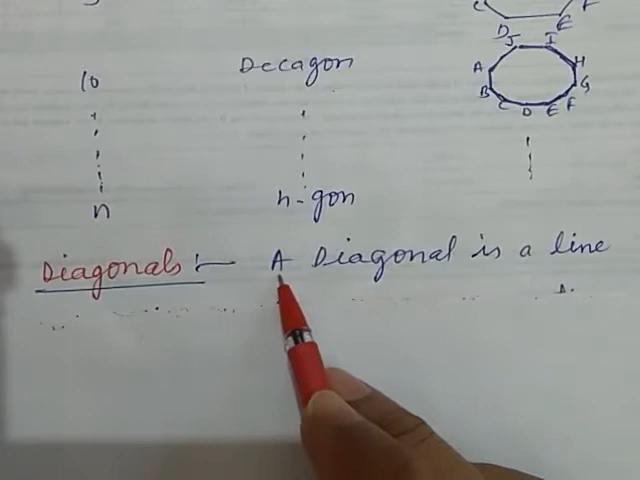 C E F
D
10 Decagon
J I
A H
B G
C D E F
n n-gon
Diagonals :- A Diagonal is a line